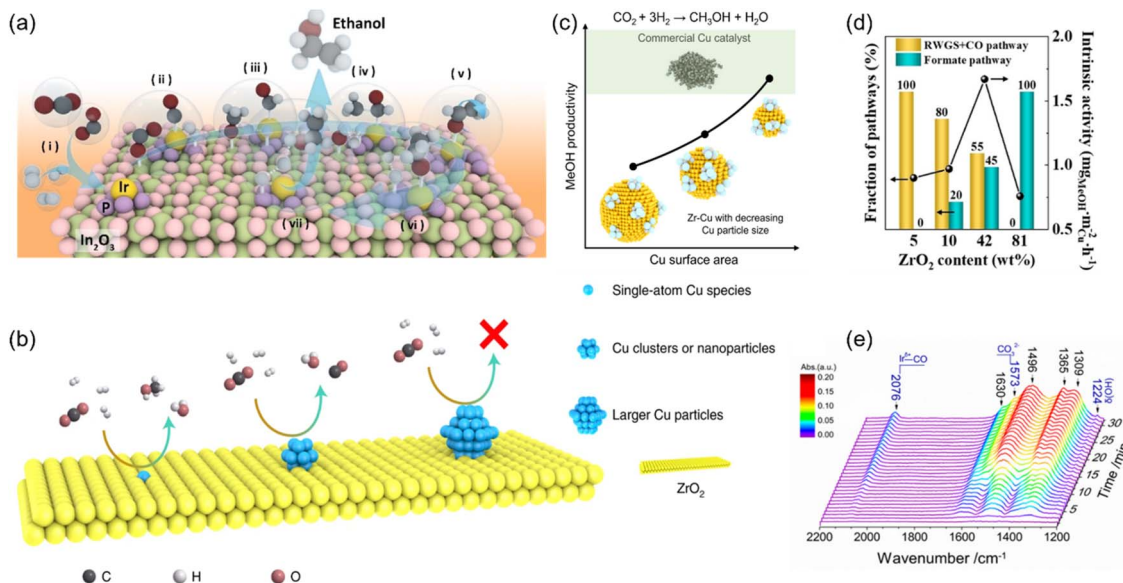 (a)
Ethanol
(i)
(ii)
(iii)
(iv)
(v)
(vi)
(vii)
Ir
P
In₂O₃
(c)
CO₂ + 3H₂ → CH₃OH + H₂O
Commercial Cu catalyst
MeOH productivity
Zr-Cu with decreasing
Cu particle size
Cu surface area
(d)
RWGS+CO pathway
Formate pathway
Fraction of pathways (%)
100
0
80
20
55
45
0
100
2.0
1.5
1.0
0.5
Intrinsic activity
(mg_MeOH·m⁻²_Cu·h⁻¹)
5 10 42 81
ZrO₂ content (wt%)
(b)
Single-atom Cu species
Cu clusters or nanoparticles
Larger Cu particles
ZrO₂
C H O
(e)
Abs.(a.u.)
0.20
0.15
0.10
0.05
0.00
2076
CO₃²⁻
1630
1573
1496
1365
1309
1224
δ(OH)
30
25
20
15
10
5
Time /min
2200 2000 1800 1600 1400 1200
Wavenumber /cm⁻¹